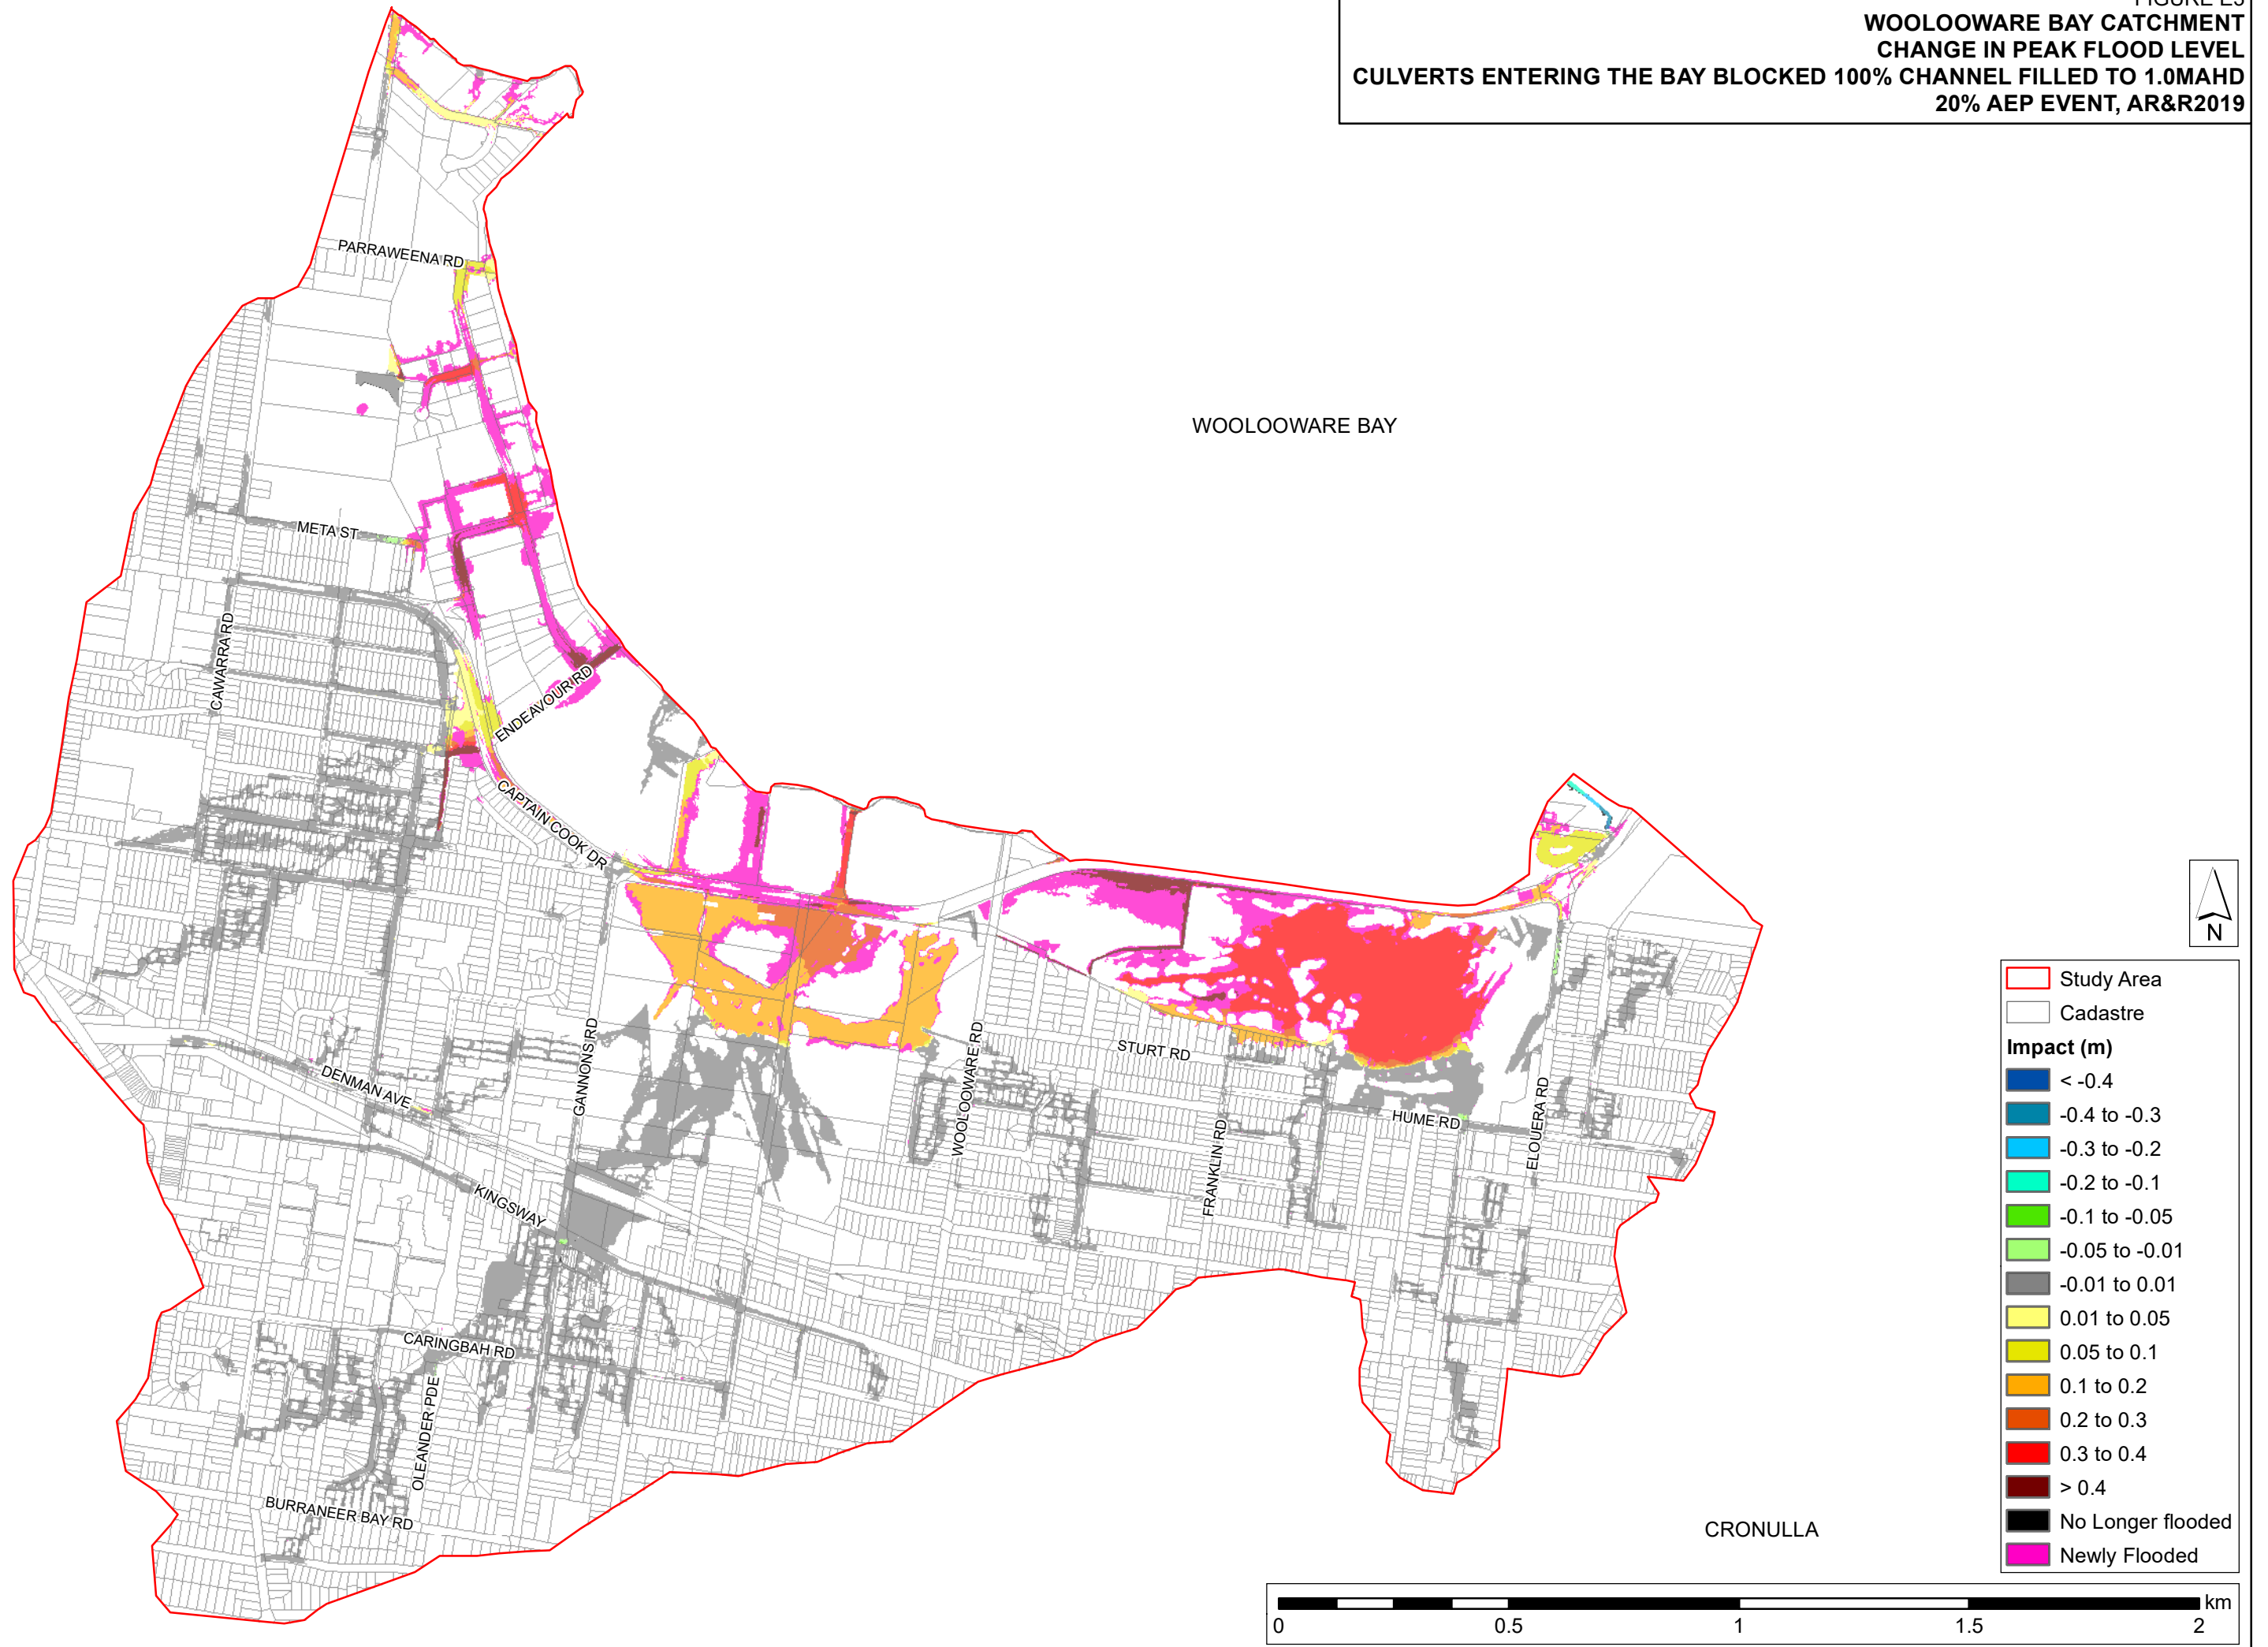 FIGURE E3
WOOLOOWARE BAY CATCHMENT
CHANGE IN PEAK FLOOD LEVEL
CULVERTS ENTERING THE BAY BLOCKED 100% CHANNEL FILLED TO 1.0MAHD
20% AEP EVENT, AR&R2019
PARRAWEENA RD
WOOLOOWARE BAY
META ST
CAWARRA RD
ENDEAVOUR RD
CAPTAIN COOK DR
GANNONS RD
WOOLOOWARE RD
STURT RD
DENMAN AVE
HUME RD
FRANKLIN RD
ELOUERA RD
KINGSWAY
CARINGBAH RD
OLEANDER PDE
BURRANEER BAY RD
CRONULLA
N
Study Area
Cadastre
Impact (m)
< -0.4
-0.4 to -0.3
-0.3 to -0.2
-0.2 to -0.1
-0.1 to -0.05
-0.05 to -0.01
-0.01 to 0.01
0.01 to 0.05
0.05 to 0.1
0.1 to 0.2
0.2 to 0.3
0.3 to 0.4
> 0.4
No Longer flooded
Newly Flooded
km
0 0.5 1 1.5 2